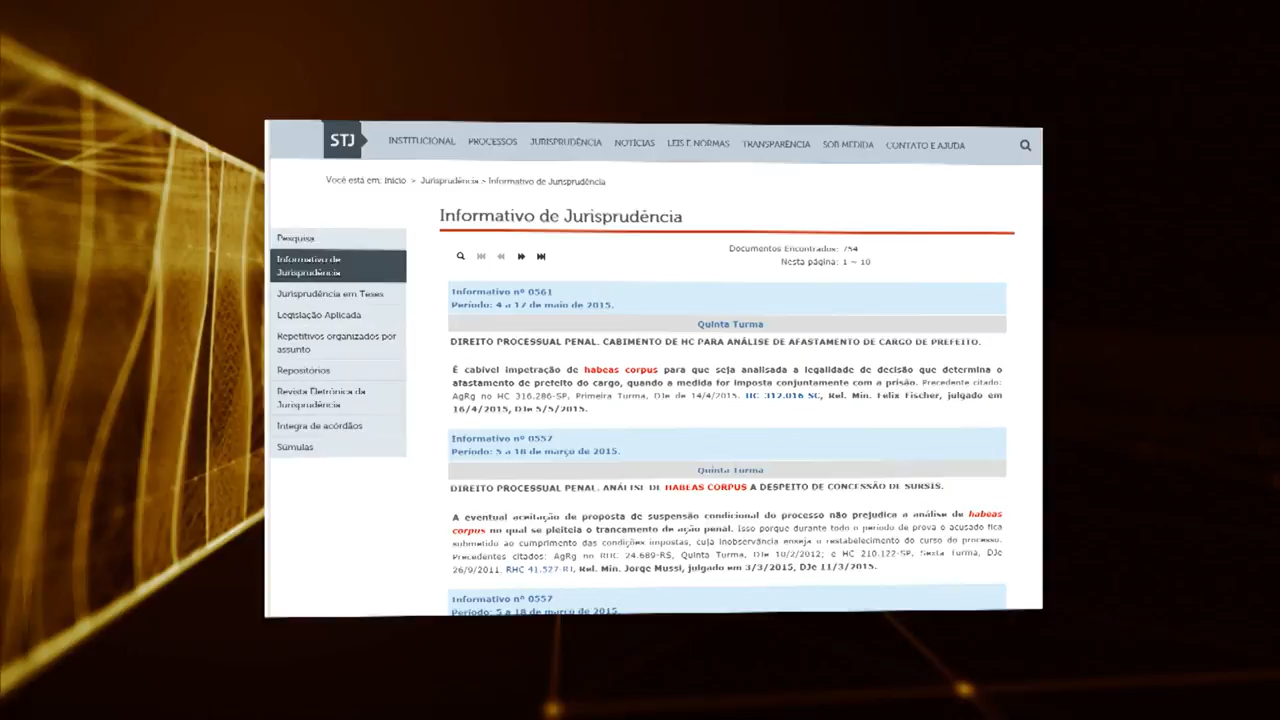 STJ INSTITUCIONAL PROCESSOS JURISPRUDÊNCIA NOTÍCIAS LEIS E NORMAS TRANSPARÊNCIA SOB MEDIDA CONTATO E AJUDA
Você está em: Início > Jurisprudência > Informativo de Jurisprudência
Informativo de Jurisprudência
Pesquisa
Informativo de
Jurisprudência
Jurisprudência em Teses
Legislação Aplicada
Repetitivos organizados por
assunto
Repositórios
Revista Eletrônica da
Jurisprudência
Íntegra de acórdãos
Súmulas
Documentos Encontrados: 754
Nesta página: 1 - 10
Informativo nº 0561
Período: 4 a 17 de maio de 2015.
Quinta Turma
DIREITO PROCESSUAL PENAL. CABIMENTO DE HC PARA ANÁLISE DE AFASTAMENTO DE CARGO DE PREFEITO.
É cabível impetração de habeas corpus para que seja analisada a legalidade de decisão que determina o
afastamento de prefeito do cargo, quando a medida for imposta conjuntamente com a prisão. Precedente citado:
AgRg no HC 316.286-SP, Primeira Turma, DJe de 14/4/2015. HC 312.016-SC, Rel. Min. Felix Fischer, julgado em
16/4/2015, DJe 5/5/2015.
Informativo nº 0557
Período: 5 a 18 de março de 2015.
Quinta Turma
DIREITO PROCESSUAL PENAL. ANÁLISE DE HABEAS CORPUS A DESPEITO DE CONCESSÃO DE SURSIS.
A eventual aceitação de proposta de suspensão condicional do processo não prejudica a análise de habeas
corpus no qual se pleiteia o trancamento de ação penal. Isso porque durante todo o período de prova o acusado fica
submetido ao cumprimento das condições impostas, cuja inobservância enseja o restabelecimento do curso do processo.
Precedentes citados: AgRg no RHC 24.689-RS, Quinta Turma, DJe 10/2/2012; e HC 210.122-SP, Sexta Turma, DJe
26/9/2011. RHC 41.527-RJ, Rel. Min. Jorge Mussi, julgado em 3/3/2015, DJe 11/3/2015.
Informativo nº 0557
Período: 5 a 18 de março de 2015.